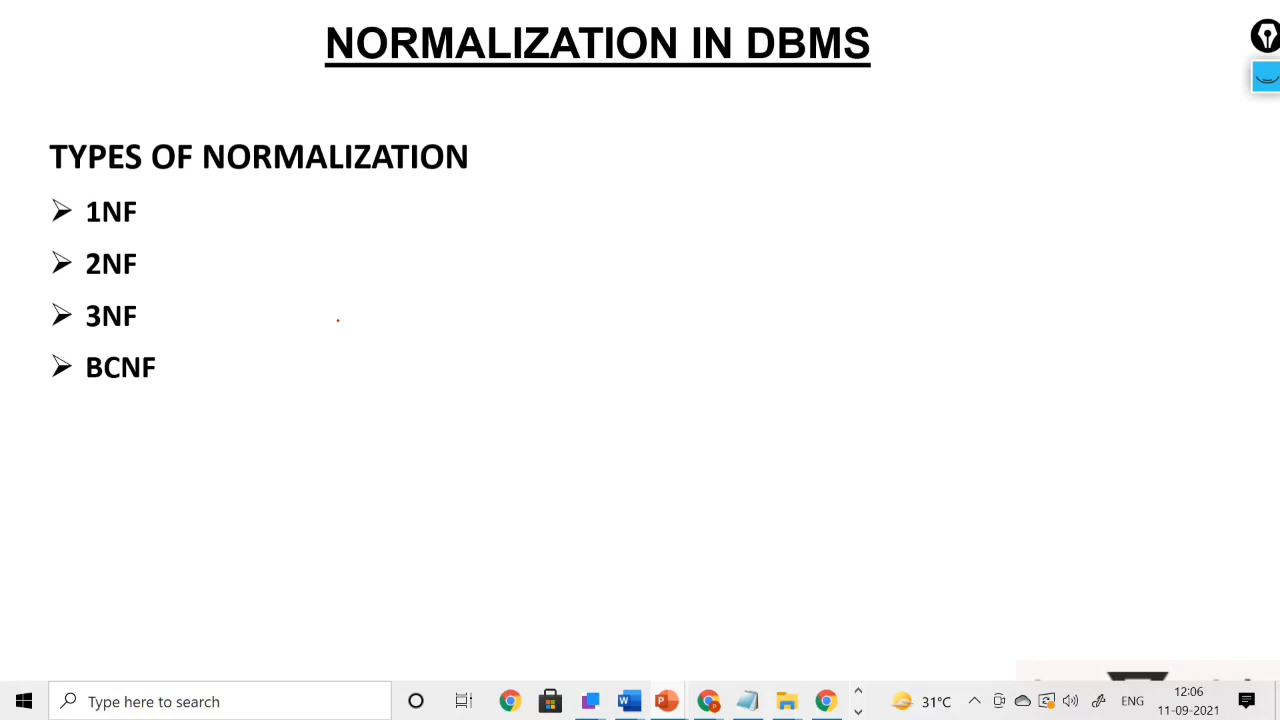 NORMALIZATION IN DBMS
TYPES OF NORMALIZATION
➢ 1NF
➢ 2NF
➢ 3NF
➢ BCNF
Type here to search
31°C
ENG
12:06
11-09-2021